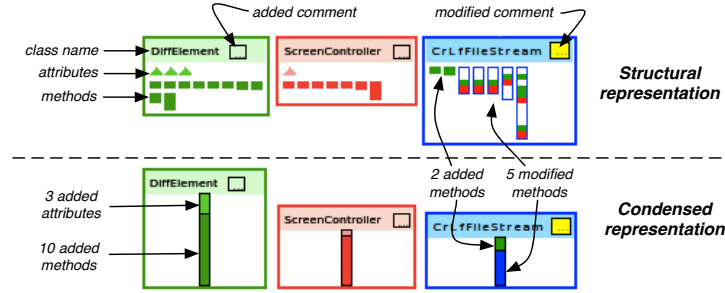 added comment
modified comment
class name
DiffElement
...
ScreenController
...
CrLfFileStream
...
attributes
methods
Structural
representation
2 added
methods
5 modified
methods
DiffElement
...
3 added
attributes
ScreenController
...
CrLfFileStream
...
Condensed
representation
10 added
methods